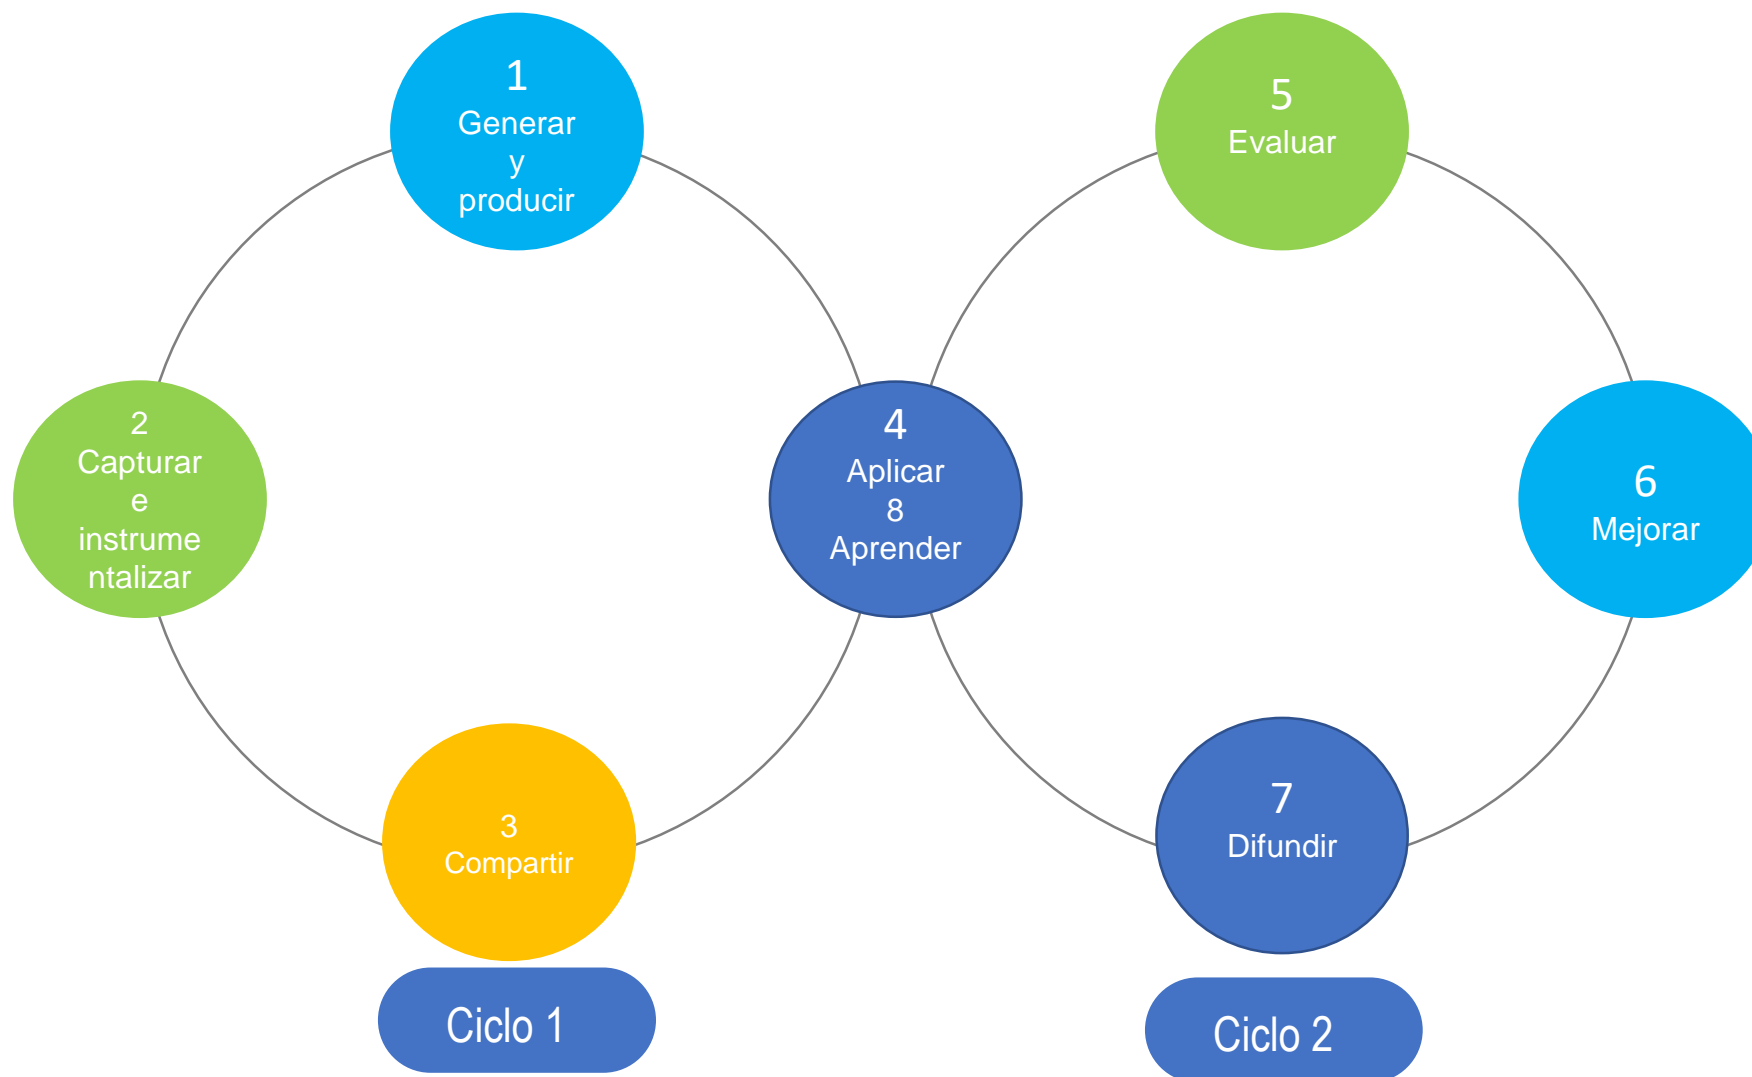 1
Generar
y
producir
2
Capturar
e
instrume
ntalizar
3
Compartir
4
Aplicar
8
Aprender
5
Evaluar
6
Mejorar
7
Difundir
Ciclo 1
Ciclo 2